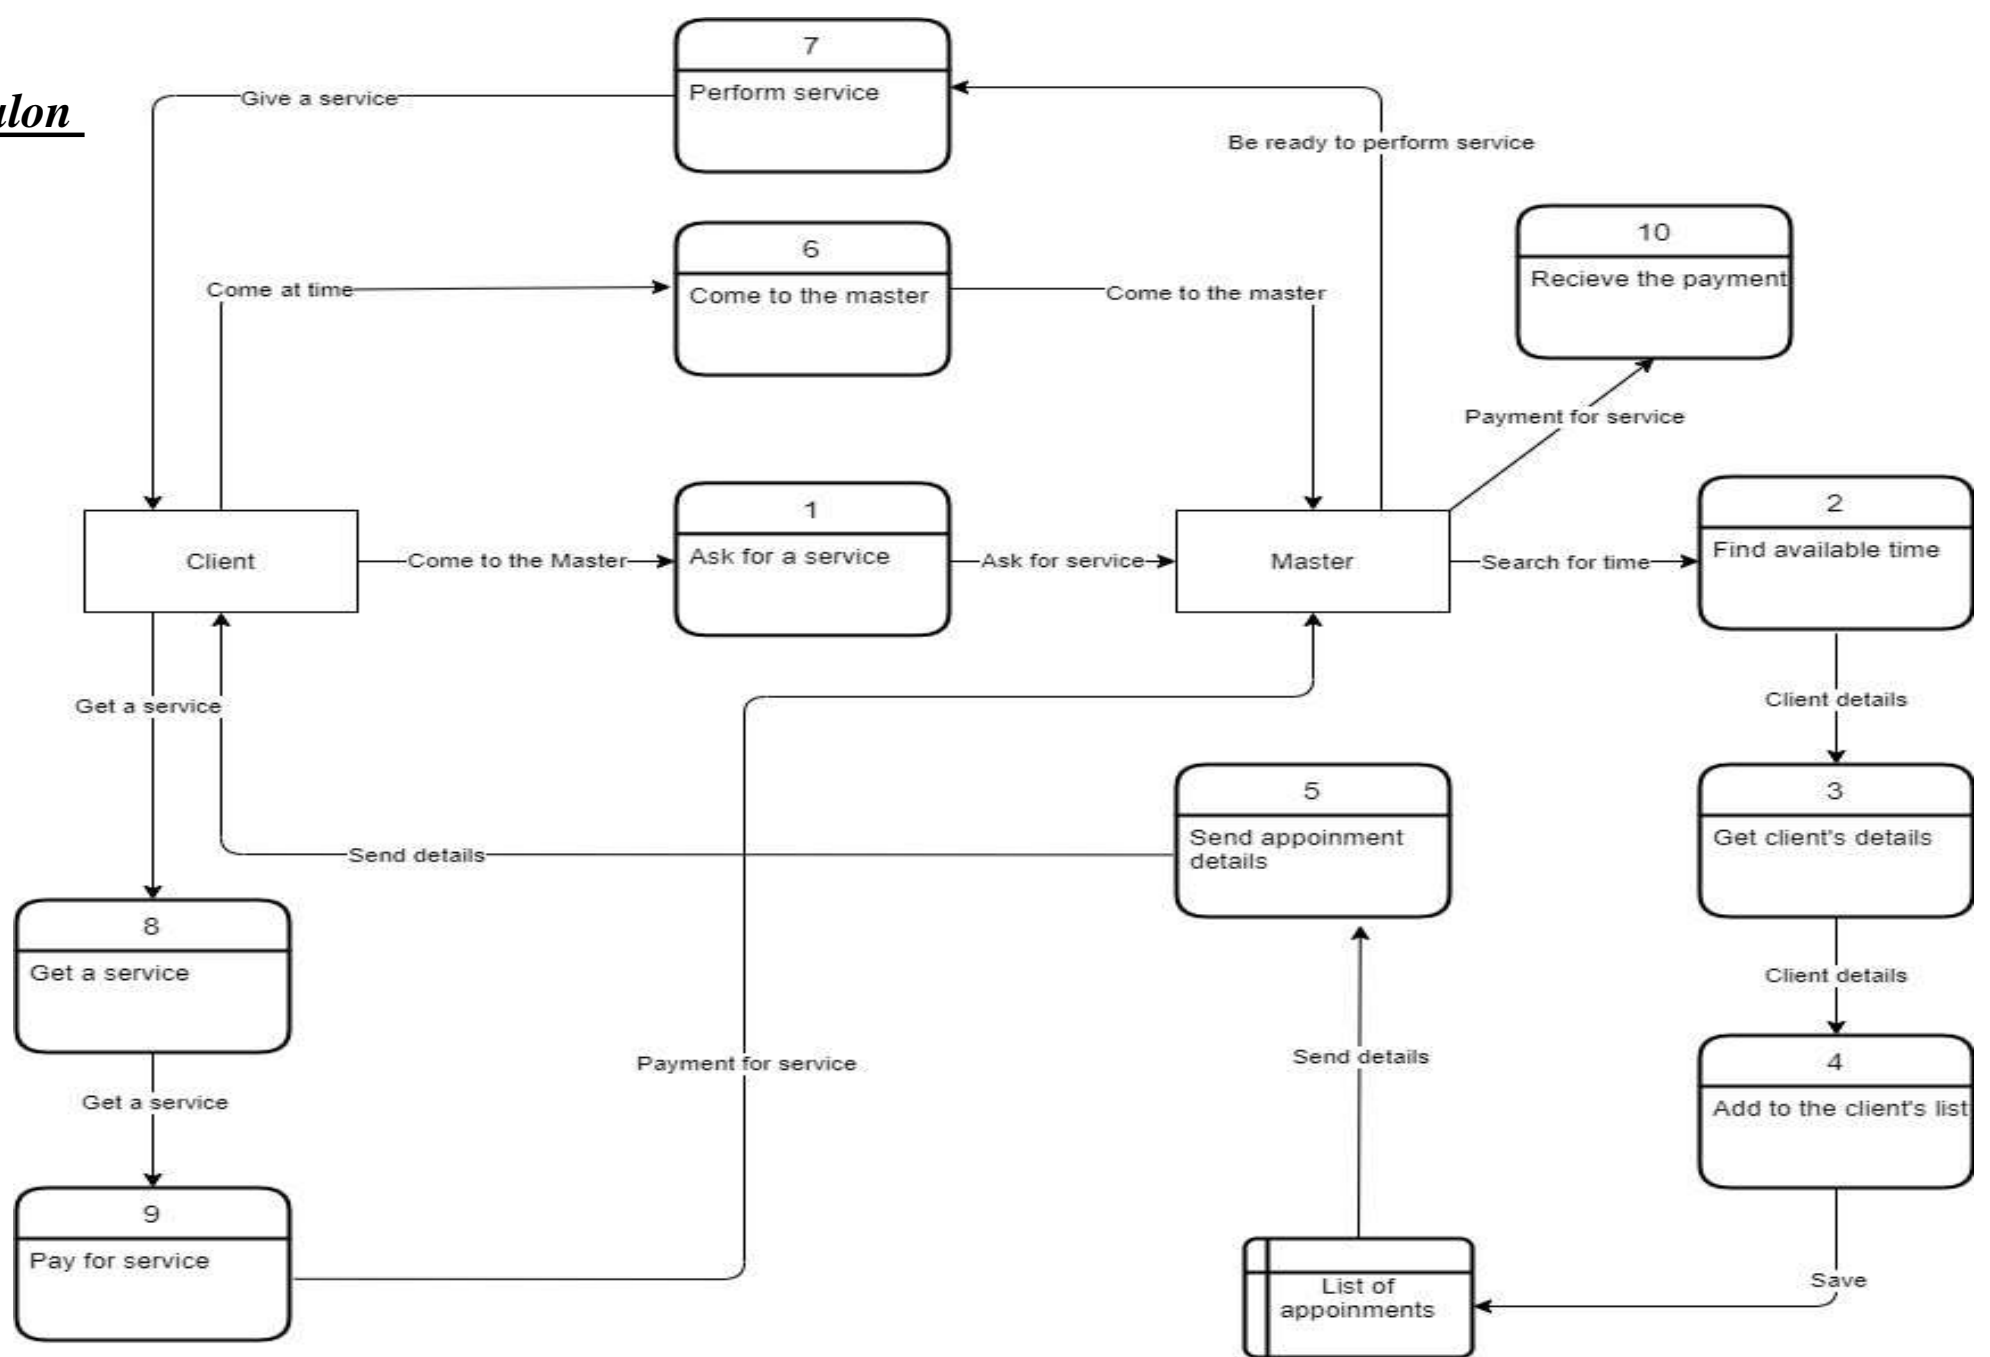 7
Perform service
Give a service
Be ready to perform service
10
Recieve the payment
6
Come to the master
Come at time
Come to the master
Payment for service
1
Ask for a service
2
Find available time
Client
Come to the Master
Ask for service
Master
Search for time
Client details
Get a service
5
Send appoinment
details
3
Get client's details
Send details
8
Get a service
Client details
Send details
4
Add to the client's list
Payment for service
Get a service
9
Pay for service
List of
appoinments
Save